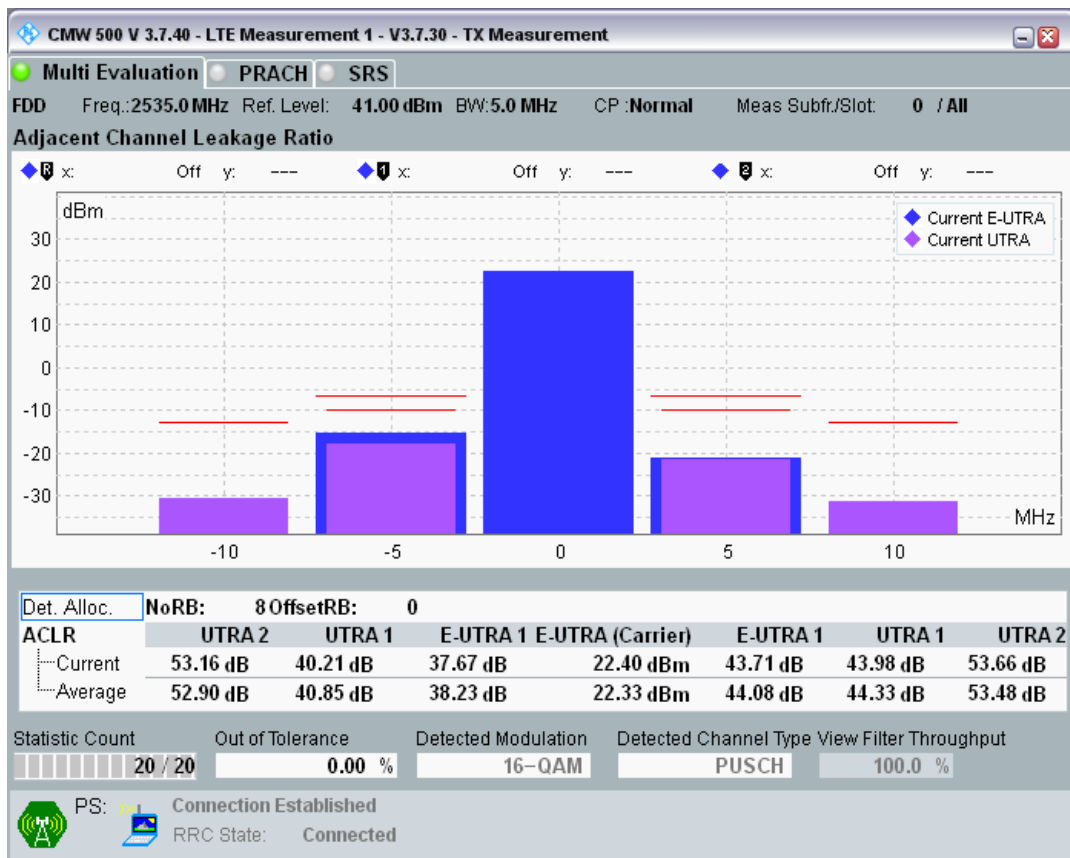 CMW 500 V 3.7.40 - LTE Measurement 1 - V3.7.30 - TX Measurement
Multi Evaluation PRACH SRS
FDD Freq.:2535.0 MHz Ref. Level: 41.00 dBm BW:5.0 MHz CP :Normal Meas Subfr./Slot: 0 / All
Adjacent Channel Leakage Ratio
R x: Off y: --- 1 x: Off y: --- 2 x: Off y: ---
dBm
Current E-UTRA
Current UTRA
30
20
10
0
-10
-20
-30
MHz
-10 -5 0 5 10
Det. Alloc. NoRB: 8 OffsetRB: 0
ACLR UTRA 2 UTRA 1 E-UTRA 1 E-UTRA (Carrier) E-UTRA 1 UTRA 1 UTRA 2
Current 53.16 dB 40.21 dB 37.67 dB 22.40 dBm 43.71 dB 43.98 dB 53.66 dB
Average 52.90 dB 40.85 dB 38.23 dB 22.33 dBm 44.08 dB 44.33 dB 53.48 dB
Statistic Count Out of Tolerance Detected Modulation Detected Channel Type View Filter Throughput
20 / 20 0.00 % 16-QAM PUSCH 100.0 %
PS: Connection Established
RRC State: Connected